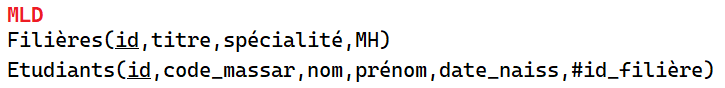 MLD
Filières(id,titre,spécialité,MH)
Etudiants(id,code_massar,nom,prénom,date_naiss,#id_filière)